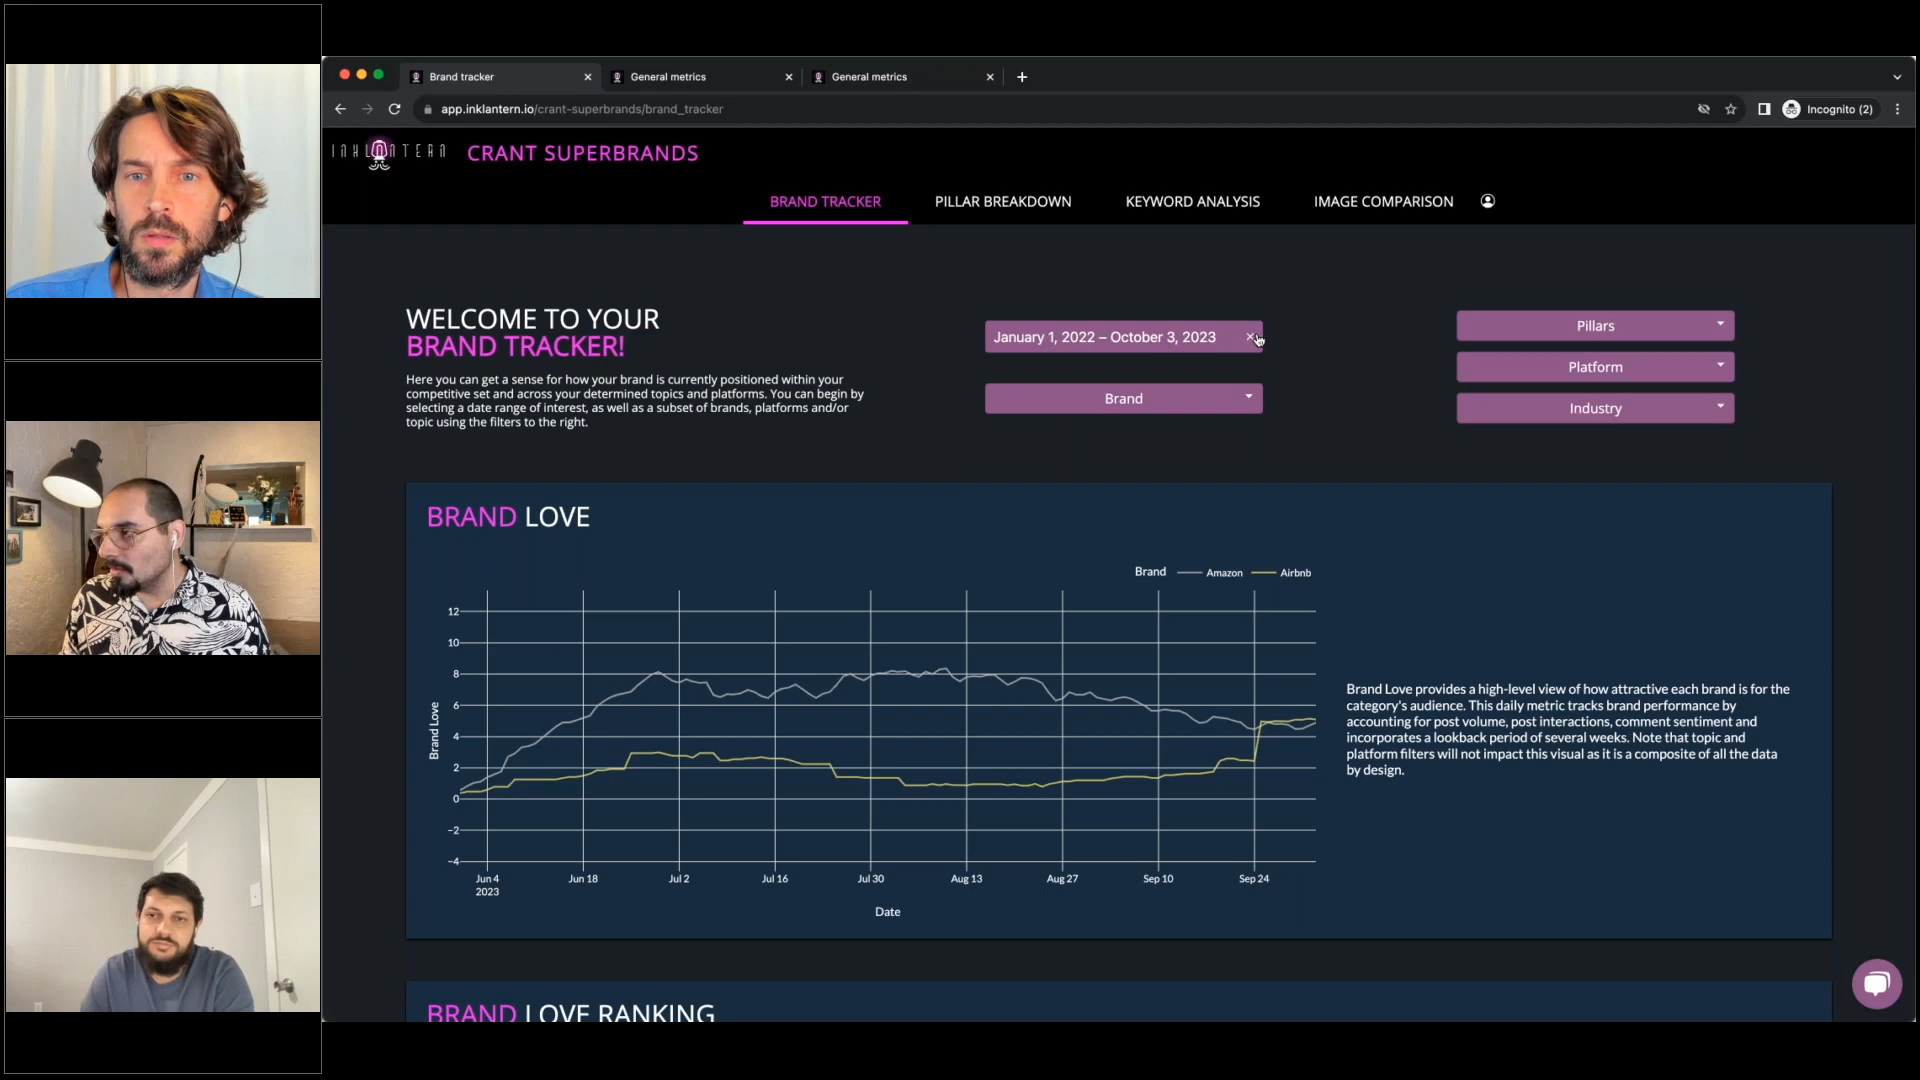 Brand tracker
General metrics
General metrics
app.inklantern.io/crant-superbrands/brand_tracker
Incognito (2)
INKLANTERN
CRANT SUPERBRANDS
BRAND TRACKER
PILLAR BREAKDOWN
KEYWORD ANALYSIS
IMAGE COMPARISON
WELCOME TO YOUR
BRAND TRACKER!
Here you can get a sense for how your brand is currently positioned within your
competitive set and across your determined topics and platforms. You can begin by
selecting a date range of interest, as well as a subset of brands, platforms and/or
topic using the filters to the right.
January 1, 2022 – October 3, 2023
Brand
Pillars
Platform
Industry
BRAND LOVE
Brand Amazon Airbnb
12
10
8
6
4
2
0
−2
−4
Brand Love
Jun 4
2023
Jun 18
Jul 2
Jul 16
Jul 30
Aug 13
Aug 27
Sep 10
Sep 24
Date
Brand Love provides a high-level view of how attractive each brand is for the
category's audience. This daily metric tracks brand performance by
accounting for post volume, post interactions, comment sentiment and
incorporates a lookback period of several weeks. Note that topic and
platform filters will not impact this visual as it is a composite of all the data
by design.
BRAND LOVE RANKING